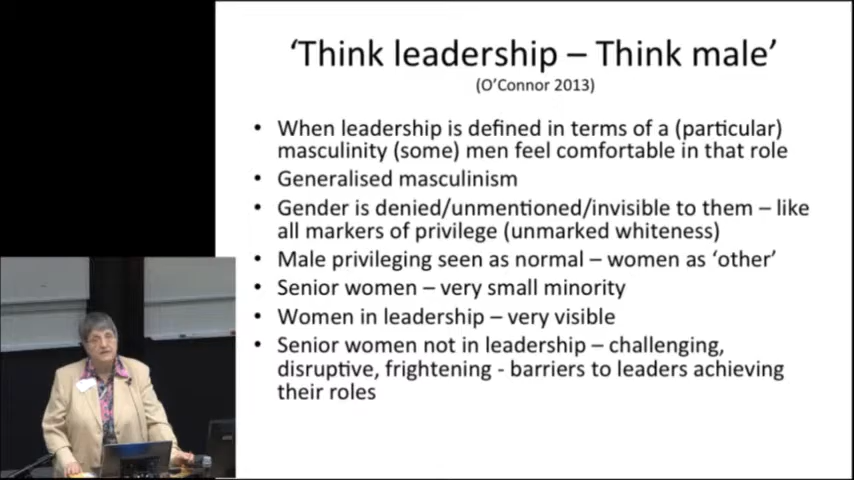 ‘Think leadership – Think male’
(O’Connor 2013)
• When leadership is defined in terms of a (particular)
masculinity (some) men feel comfortable in that role
• Generalised masculinism
• Gender is denied/unmentioned/invisible to them – like
all markers of privilege (unmarked whiteness)
• Male privileging seen as normal – women as ‘other’
• Senior women – very small minority
• Women in leadership – very visible
• Senior women not in leadership – challenging,
disruptive, frightening - barriers to leaders achieving
their roles